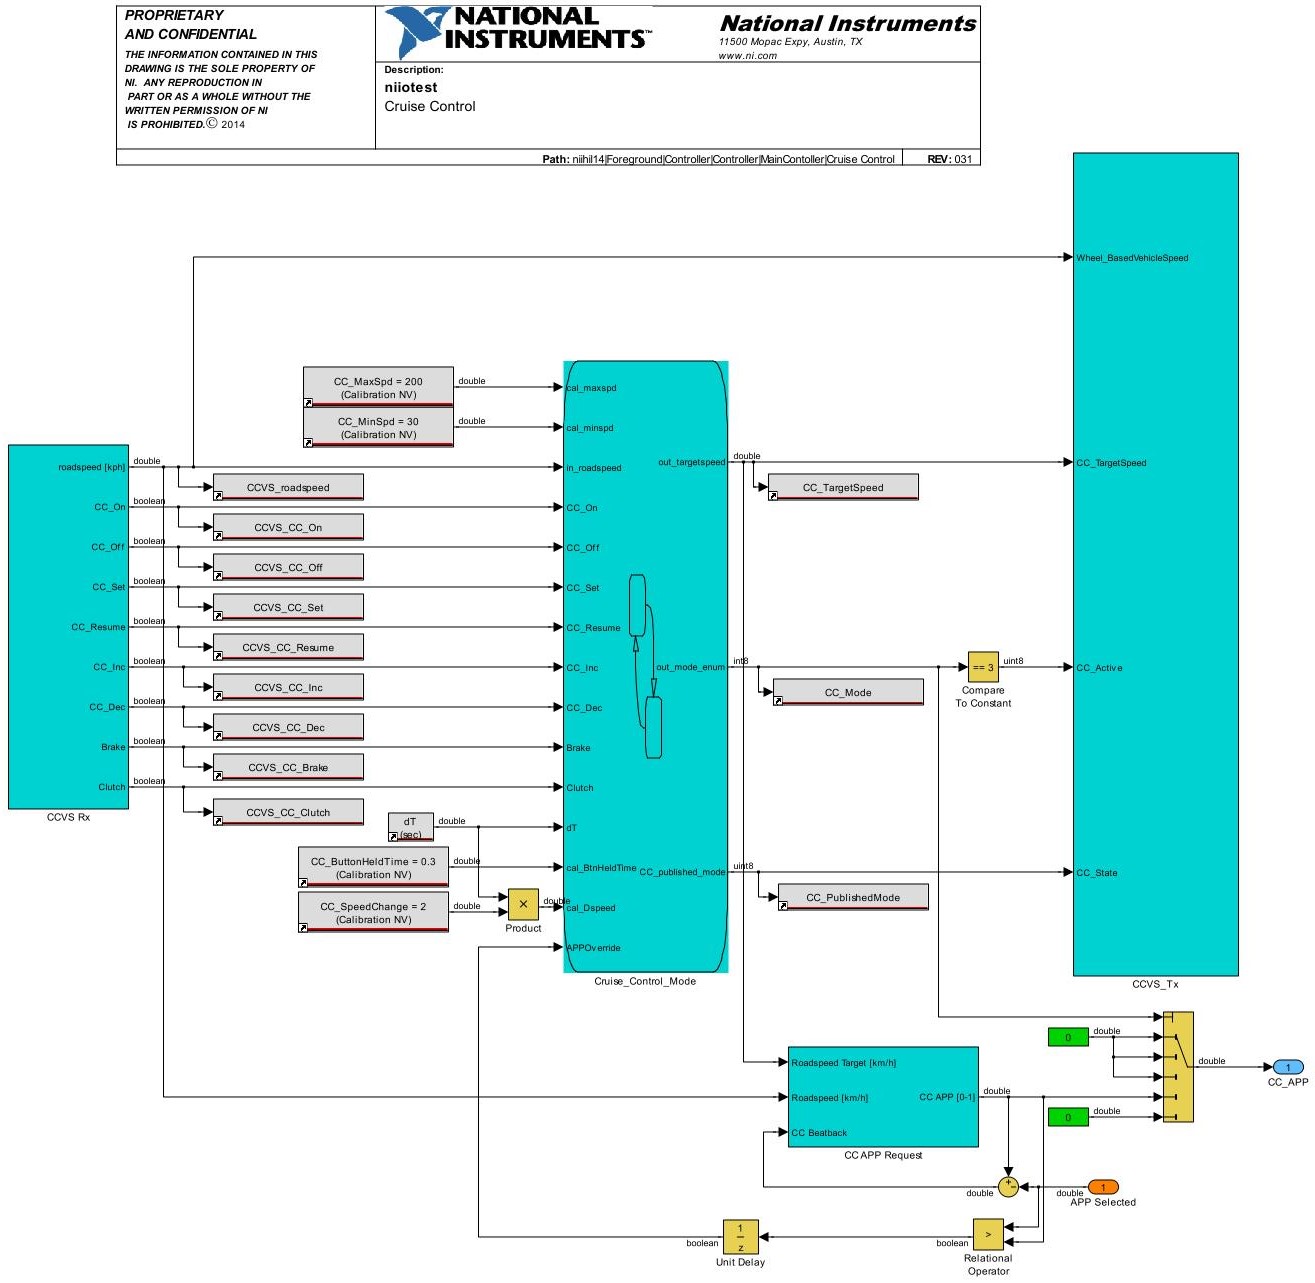 PROPRIETARY
AND CONFIDENTIAL
THE INFORMATION CONTAINED IN THIS
DRAWING IS THE SOLE PROPERTY OF
NI. ANY REPRODUCTION IN
PART OR AS A WHOLE WITHOUT THE
WRITTEN PERMISSION OF NI
IS PROHIBITED.© 2014
NATIONAL
INSTRUMENTS™
National Instruments
11500 Mopac Expy, Austin, TX
www.ni.com
Description:
niiotest
Cruise Control
Path: niihil14|Foreground|Controller|Controller|MainContoller|Cruise Control
REV: 031
Wheel_BasedVehicleSpeed
CC_TargetSpeed
CC_Active
CC_State
CCVS_Tx
CC_MaxSpd = 200
(Calibration NV)
double
CC_MinSpd = 30
(Calibration NV)
double
roadspeed [kph]
double
CCVS_roadspeed
CC_On
boolean
CCVS_CC_On
CC_Off
boolean
CCVS_CC_Off
CC_Set
boolean
CCVS_CC_Set
CC_Resume
boolean
CCVS_CC_Resume
CC_Inc
boolean
CCVS_CC_Inc
CC_Dec
boolean
CCVS_CC_Dec
Brake
boolean
CCVS_CC_Brake
Clutch
boolean
CCVS_CC_Clutch
CCVS Rx
dT
(sec)
double
CC_ButtonHeldTime = 0.3
(Calibration NV)
double
CC_SpeedChange = 2
(Calibration NV)
double
×
Product
double
cal_maxspd
cal_minspd
in_roadspeed
CC_On
CC_Off
CC_Set
CC_Resume
CC_Inc
CC_Dec
Brake
Clutch
dT
cal_BtnHeldTime
cal_Dspeed
APPOverride
out_targetspeed
out_mode_enum
CC_published_mode
Cruise_Control_Mode
double
CC_TargetSpeed
int8
CC_Mode
== 3
uint8
Compare
To Constant
uint8
CC_PublishedMode
Roadspeed Target [km/h]
Roadspeed [km/h]
CC APP [0-1]
CC Beatback
CC APP Request
double
0
double
0
double
double
1
CC_APP
+
−
double
double
1
APP Selected
>
Relational
Operator
boolean
1
z
Unit Delay
boolean